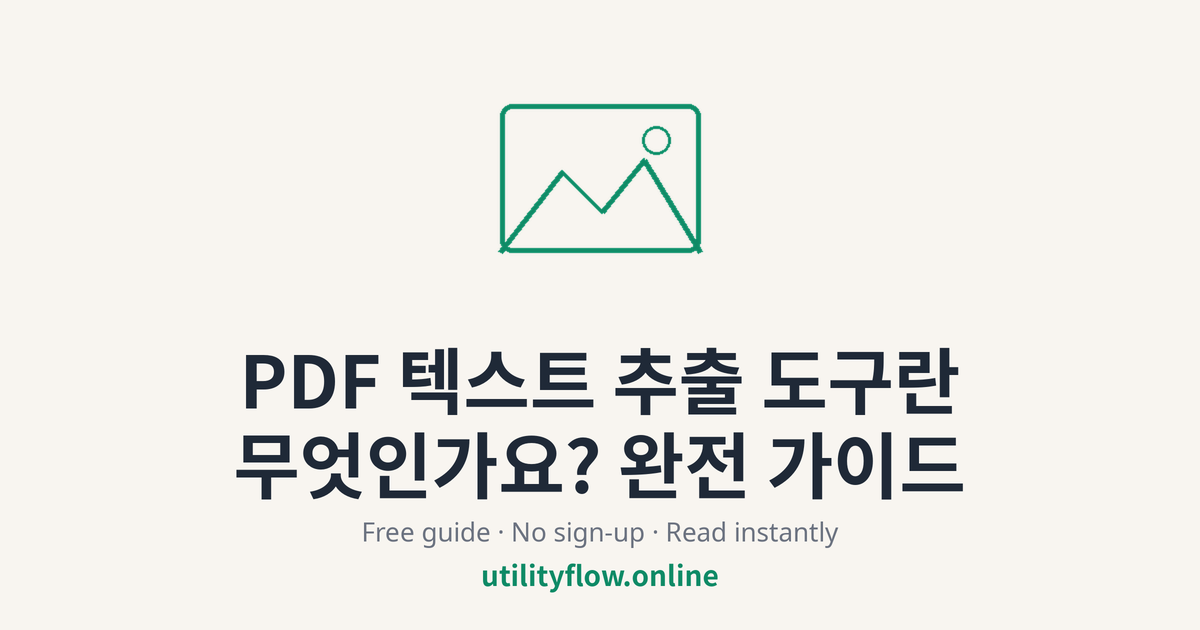 PDF 텍스트 추출 도구란
무엇인가요? 완전 가이드
Free guide · No sign-up · Read instantly
utilityflow.online